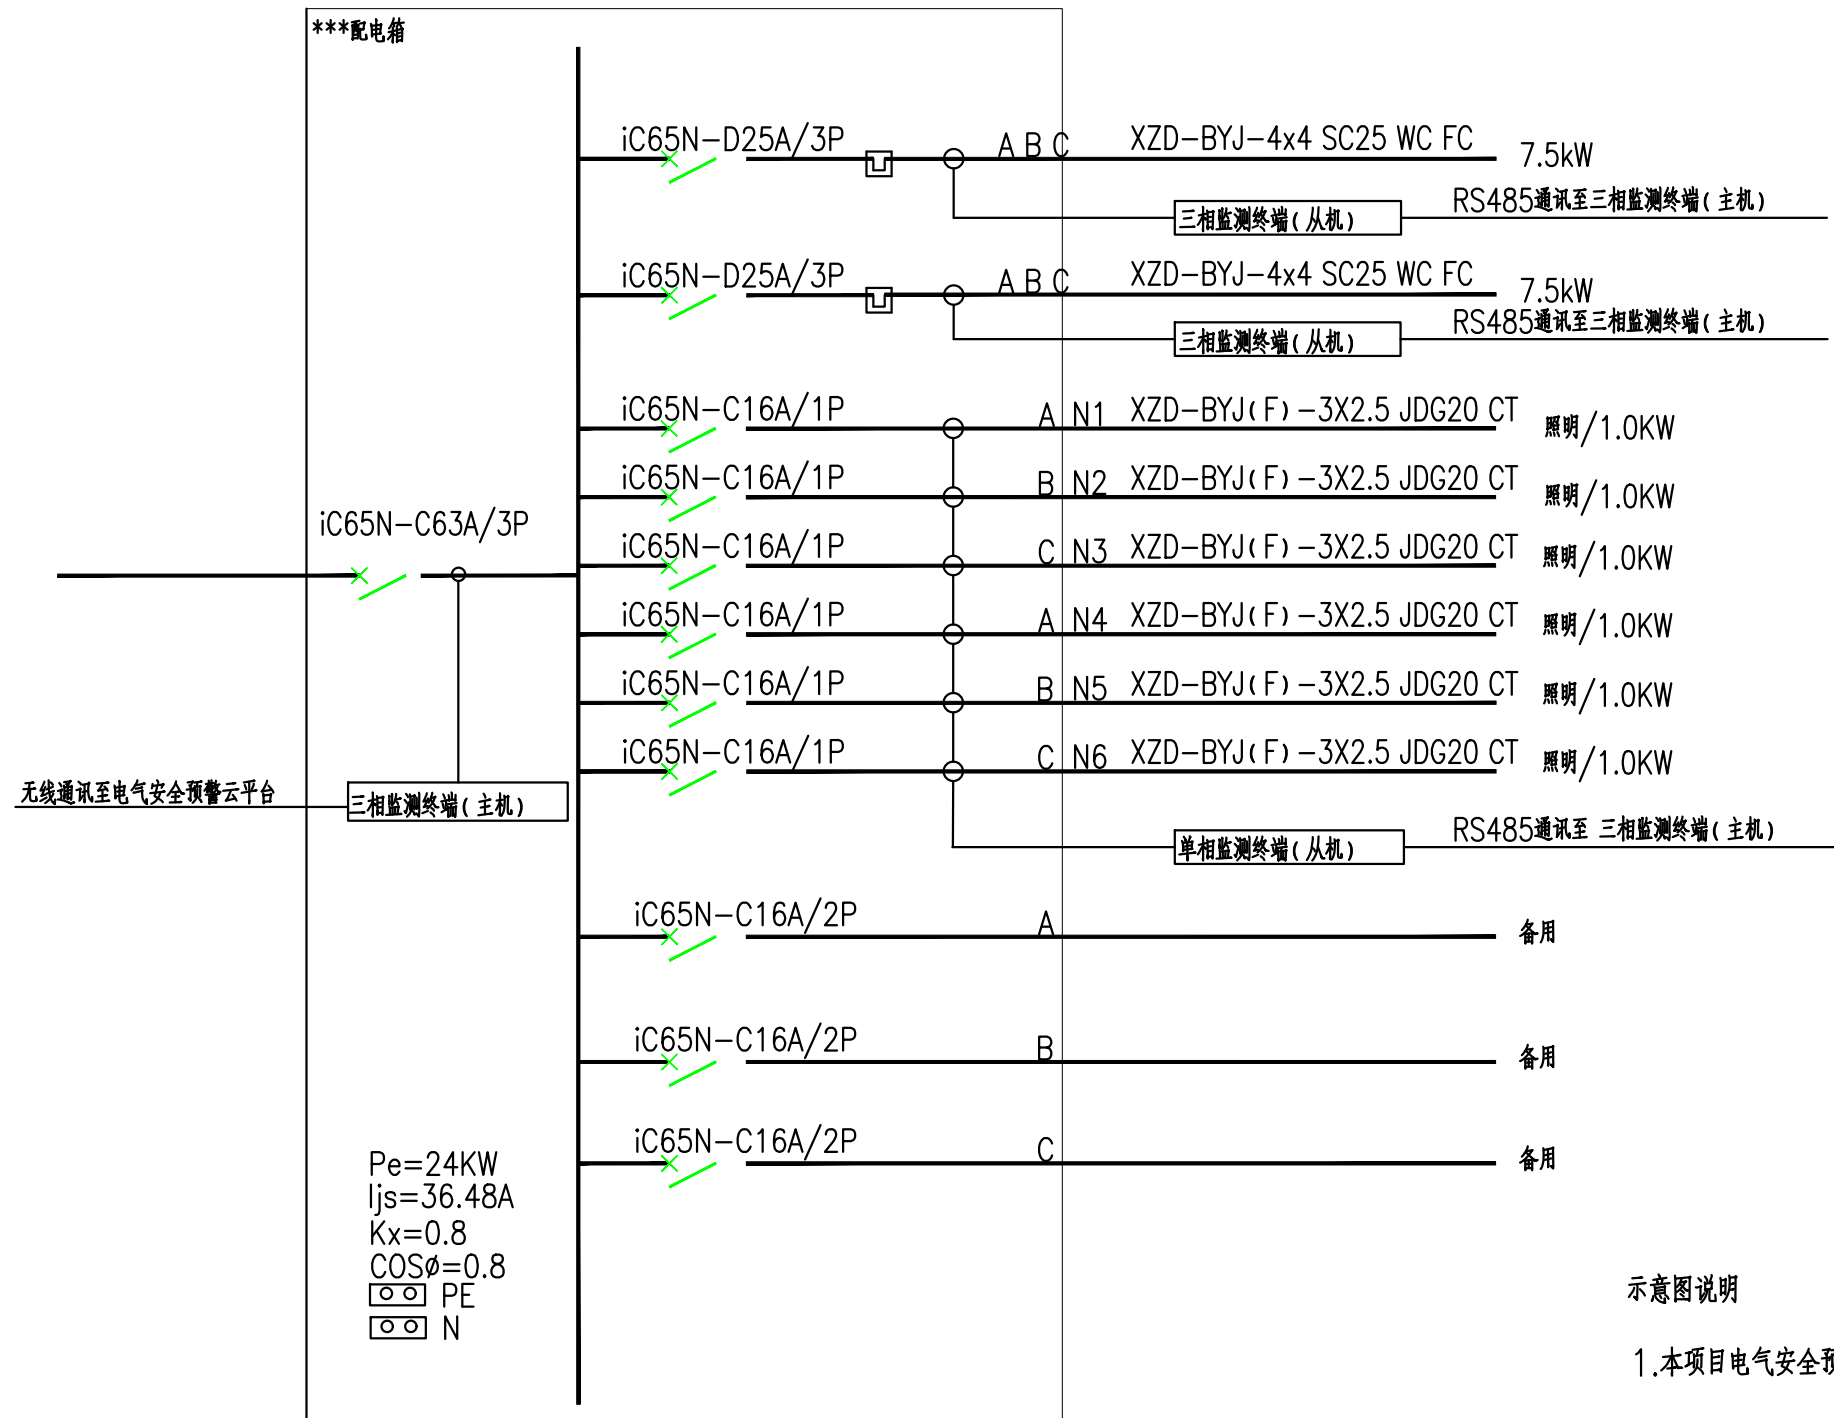 ***配电箱
iC65N-D25A/3P
A B C
XZD-BYJ-4x4 SC25 WC FC
7.5kW
三相监测终端(从机)
RS485通讯至三相监测终端(主机)
iC65N-D25A/3P
A B C
XZD-BYJ-4x4 SC25 WC FC
7.5kW
三相监测终端(从机)
RS485通讯至三相监测终端(主机)
iC65N-C16A/1P
A N1 XZD-BYJ(F)-3X2.5 JDG20 CT
照明/1.0KW
iC65N-C16A/1P
B N2 XZD-BYJ(F)-3X2.5 JDG20 CT
照明/1.0KW
iC65N-C63A/3P
iC65N-C16A/1P
C N3 XZD-BYJ(F)-3X2.5 JDG20 CT
照明/1.0KW
iC65N-C16A/1P
A N4 XZD-BYJ(F)-3X2.5 JDG20 CT
照明/1.0KW
iC65N-C16A/1P
B N5 XZD-BYJ(F)-3X2.5 JDG20 CT
照明/1.0KW
iC65N-C16A/1P
C N6 XZD-BYJ(F)-3X2.5 JDG20 CT
照明/1.0KW
无线通讯至电气安全预警云平台
三相监测终端(主机)
单相监测终端(从机)
RS485通讯至 三相监测终端(主机)
iC65N-C16A/2P
A
备用
iC65N-C16A/2P
B
备用
iC65N-C16A/2P
C
备用
Pe=24KW
Ijs=36.48A
Kx=0.8
COSø=0.8
PE
N
示意图说明
1.本项目电气安全预